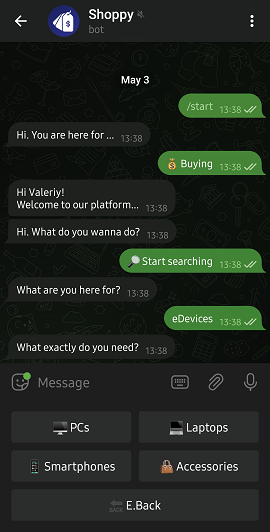 Shoppy
bot
May 3
/start 13:38
Hi. You are here for ... 13:38
💰 Buying 13:38
Hi Valeriy!
Welcome to our platform... 13:38
Hi. What do you wanna do? 13:38
🔎 Start searching 13:38
What are you here for? 13:38
eDevices 13:38
What exactly do you need? 13:38
Message
🖥️ PCs
💻 Laptops
📱 Smartphones
👜 Accessories
🔙 E.Back